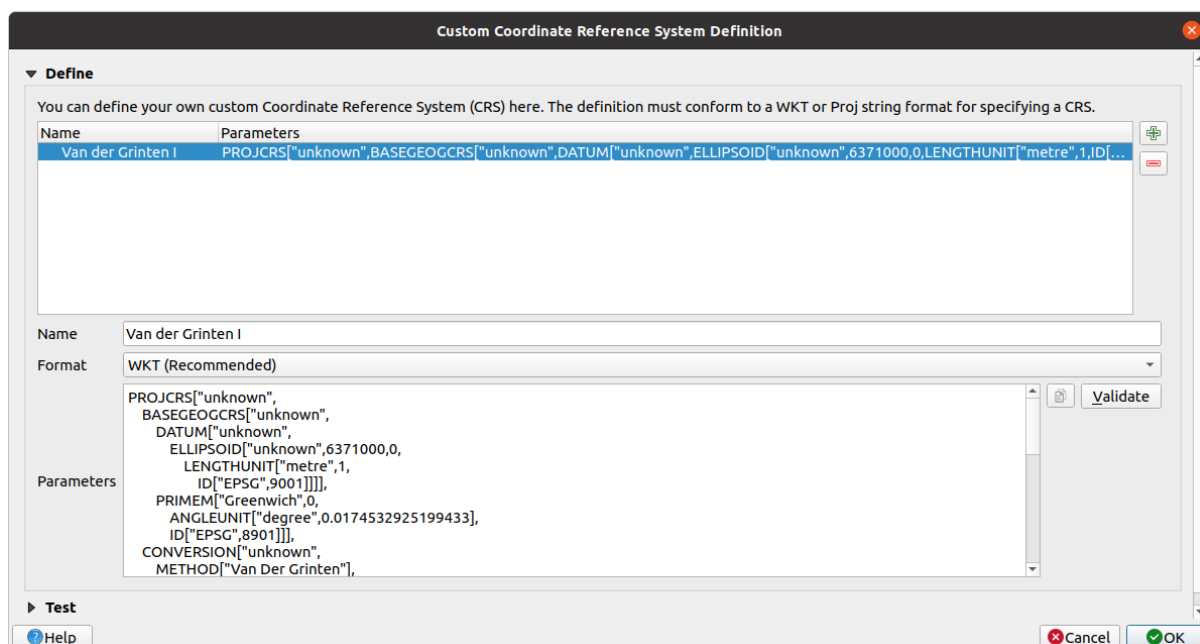 Custom Coordinate Reference System Definition
Define
You can define your own custom Coordinate Reference System (CRS) here. The definition must conform to a WKT or Proj string format for specifying a CRS.
Name Parameters
Van der Grinten I PROJCRS["unknown",BASEGEOGCRS["unknown",DATUM["unknown",ELLIPSOID["unknown",6371000,0,LENGTHUNIT["metre",1,ID[...
Name Van der Grinten I
Format WKT (Recommended)
PROJCRS["unknown",
BASEGEOGCRS["unknown",
DATUM["unknown",
ELLIPSOID["unknown",6371000,0,
LENGTHUNIT["metre",1,
ID["EPSG",9001]]]],
PRIMEM["Greenwich",0,
ANGLEUNIT["degree",0.0174532925199433],
ID["EPSG",8901]]],
CONVERSION["unknown",
METHOD["Van Der Grinten"],
Parameters
Validate
Test
Help
Cancel
OK